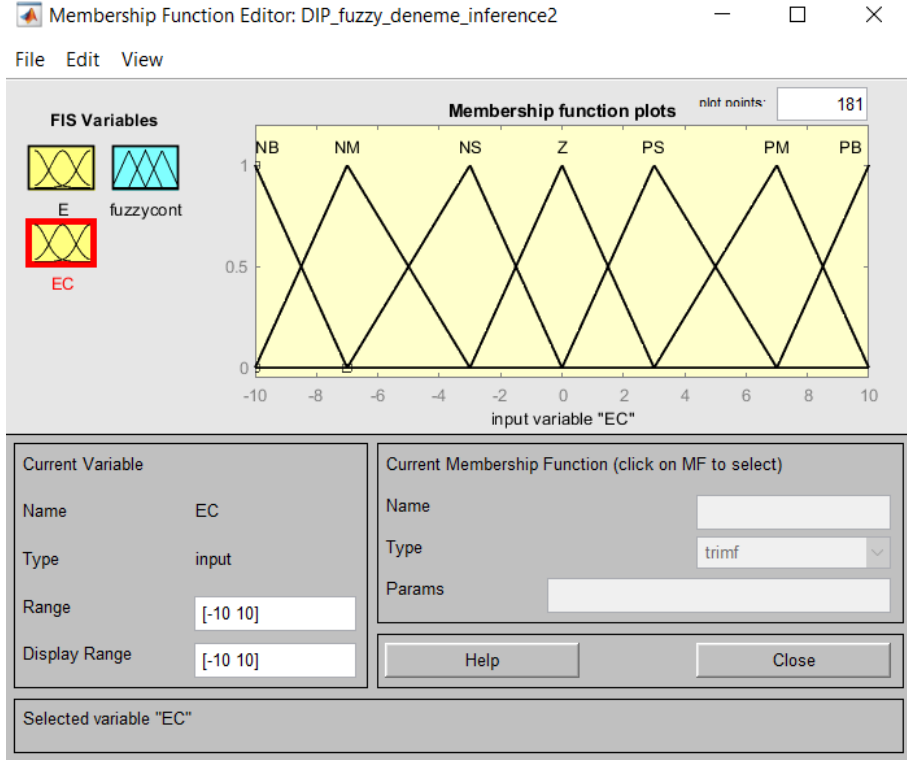 Membership Function Editor: DIP_fuzzy_deneme_inference2
File Edit View
FIS Variables
E
fuzzycont
EC
Membership function plots
plot points:
181
NB NM NS Z PS PM PB
1
0.5
0
-10 -8 -6 -4 -2 0 2 4 6 8 10
input variable "EC"
Current Variable
Name EC
Type input
Range [-10 10]
Display Range [-10 10]
Current Membership Function (click on MF to select)
Name
Type trimf
Params
Help Close
Selected variable "EC"